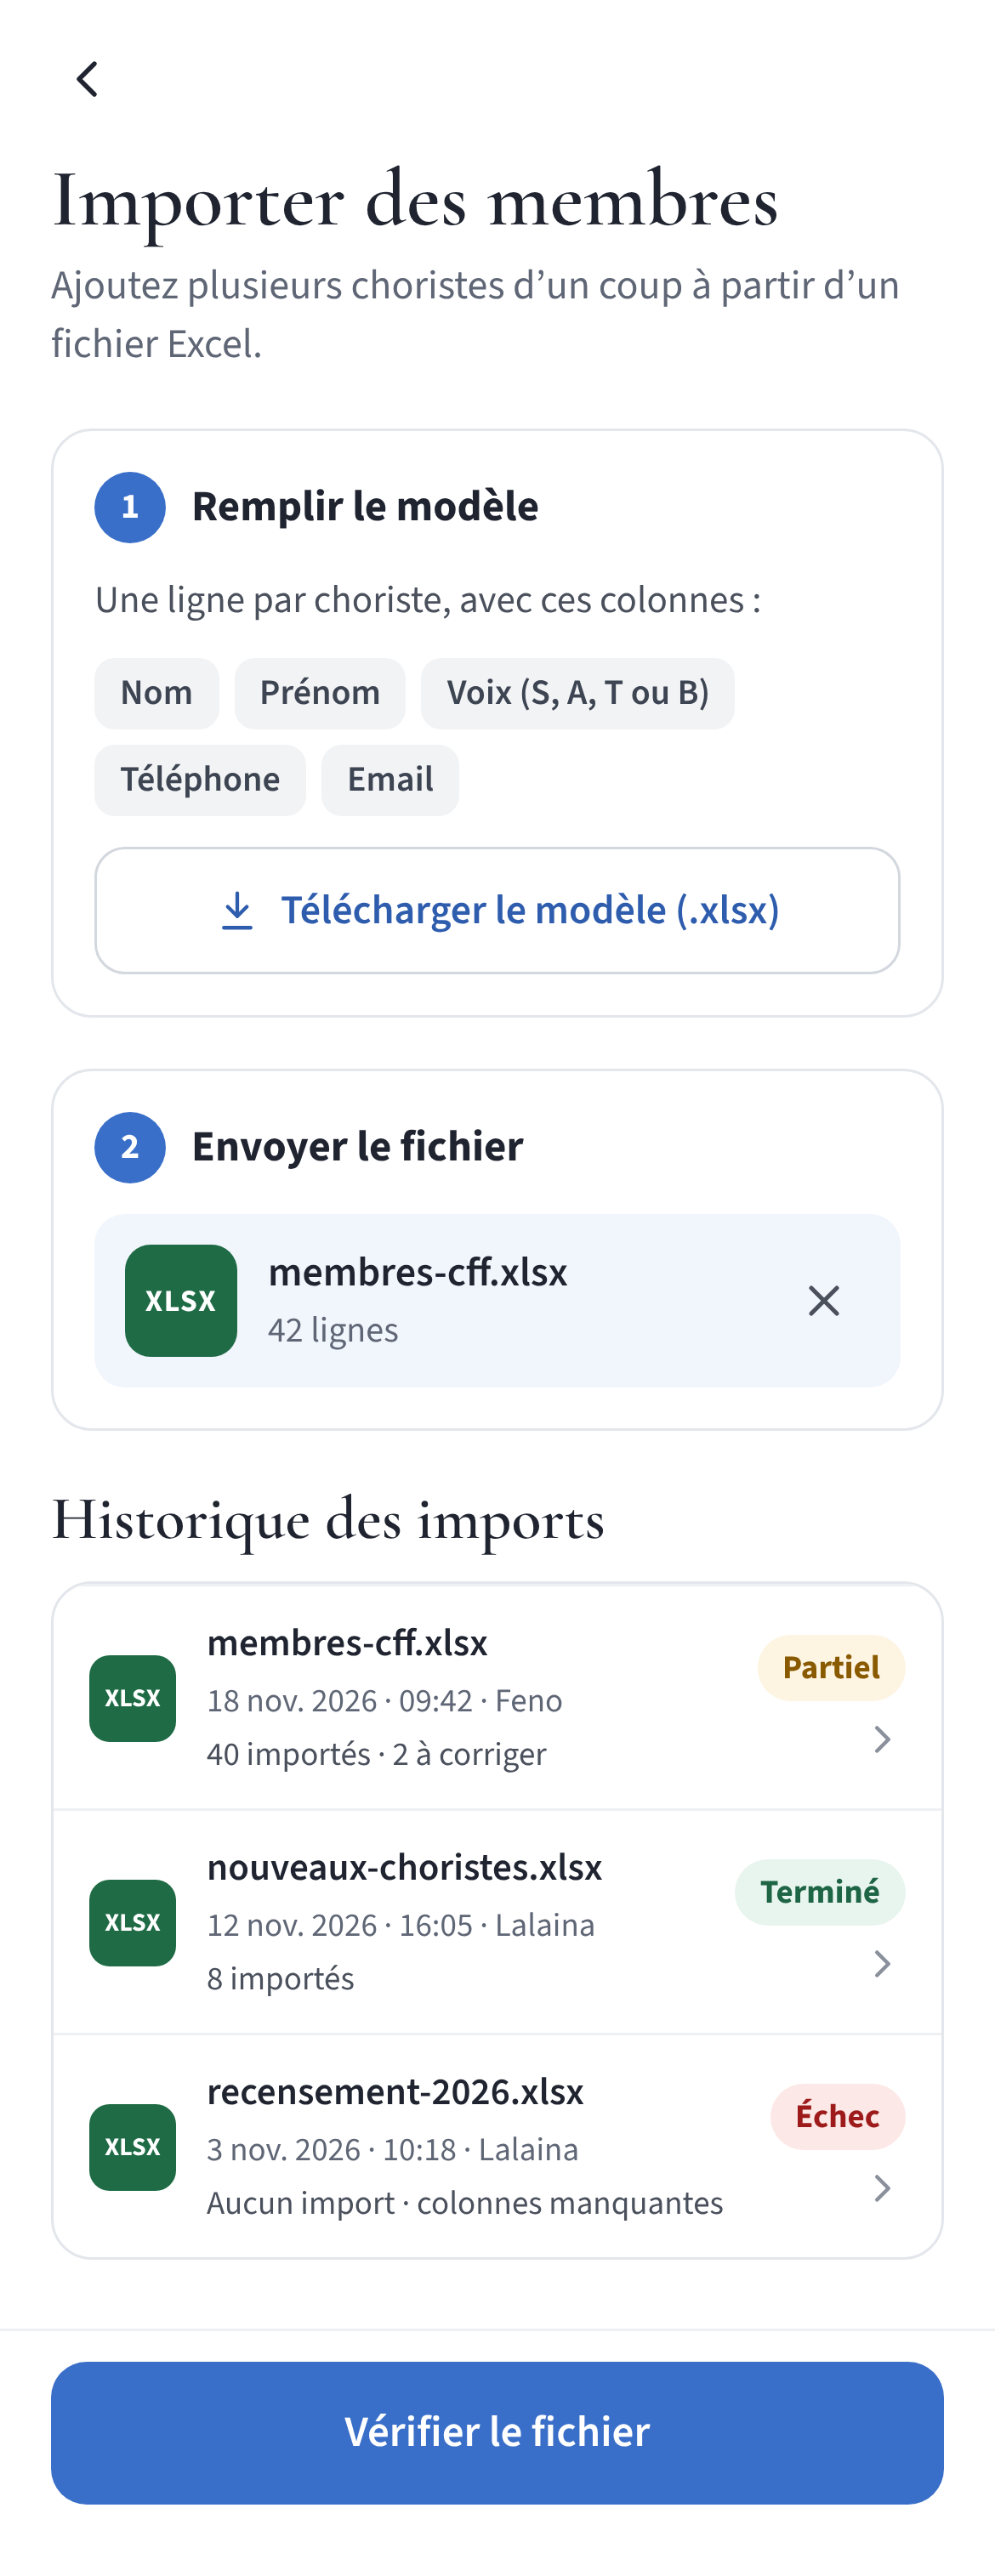 Importer des membres
Ajoutez plusieurs choristes d’un coup à partir d’un
fichier Excel.
1 Remplir le modèle
Une ligne par choriste, avec ces colonnes :
Nom Prénom Voix (S, A, T ou B)
Téléphone Email
Télécharger le modèle (.xlsx)
2 Envoyer le fichier
XLSX
membres-cff.xlsx
42 lignes
Historique des imports
XLSX
membres-cff.xlsx
18 nov. 2026 · 09:42 · Feno
40 importés · 2 à corriger
Partiel
XLSX
nouveaux-choristes.xlsx
12 nov. 2026 · 16:05 · Lalaina
8 importés
Terminé
XLSX
recensement-2026.xlsx
3 nov. 2026 · 10:18 · Lalaina
Aucun import · colonnes manquantes
Échec
Vérifier le fichier